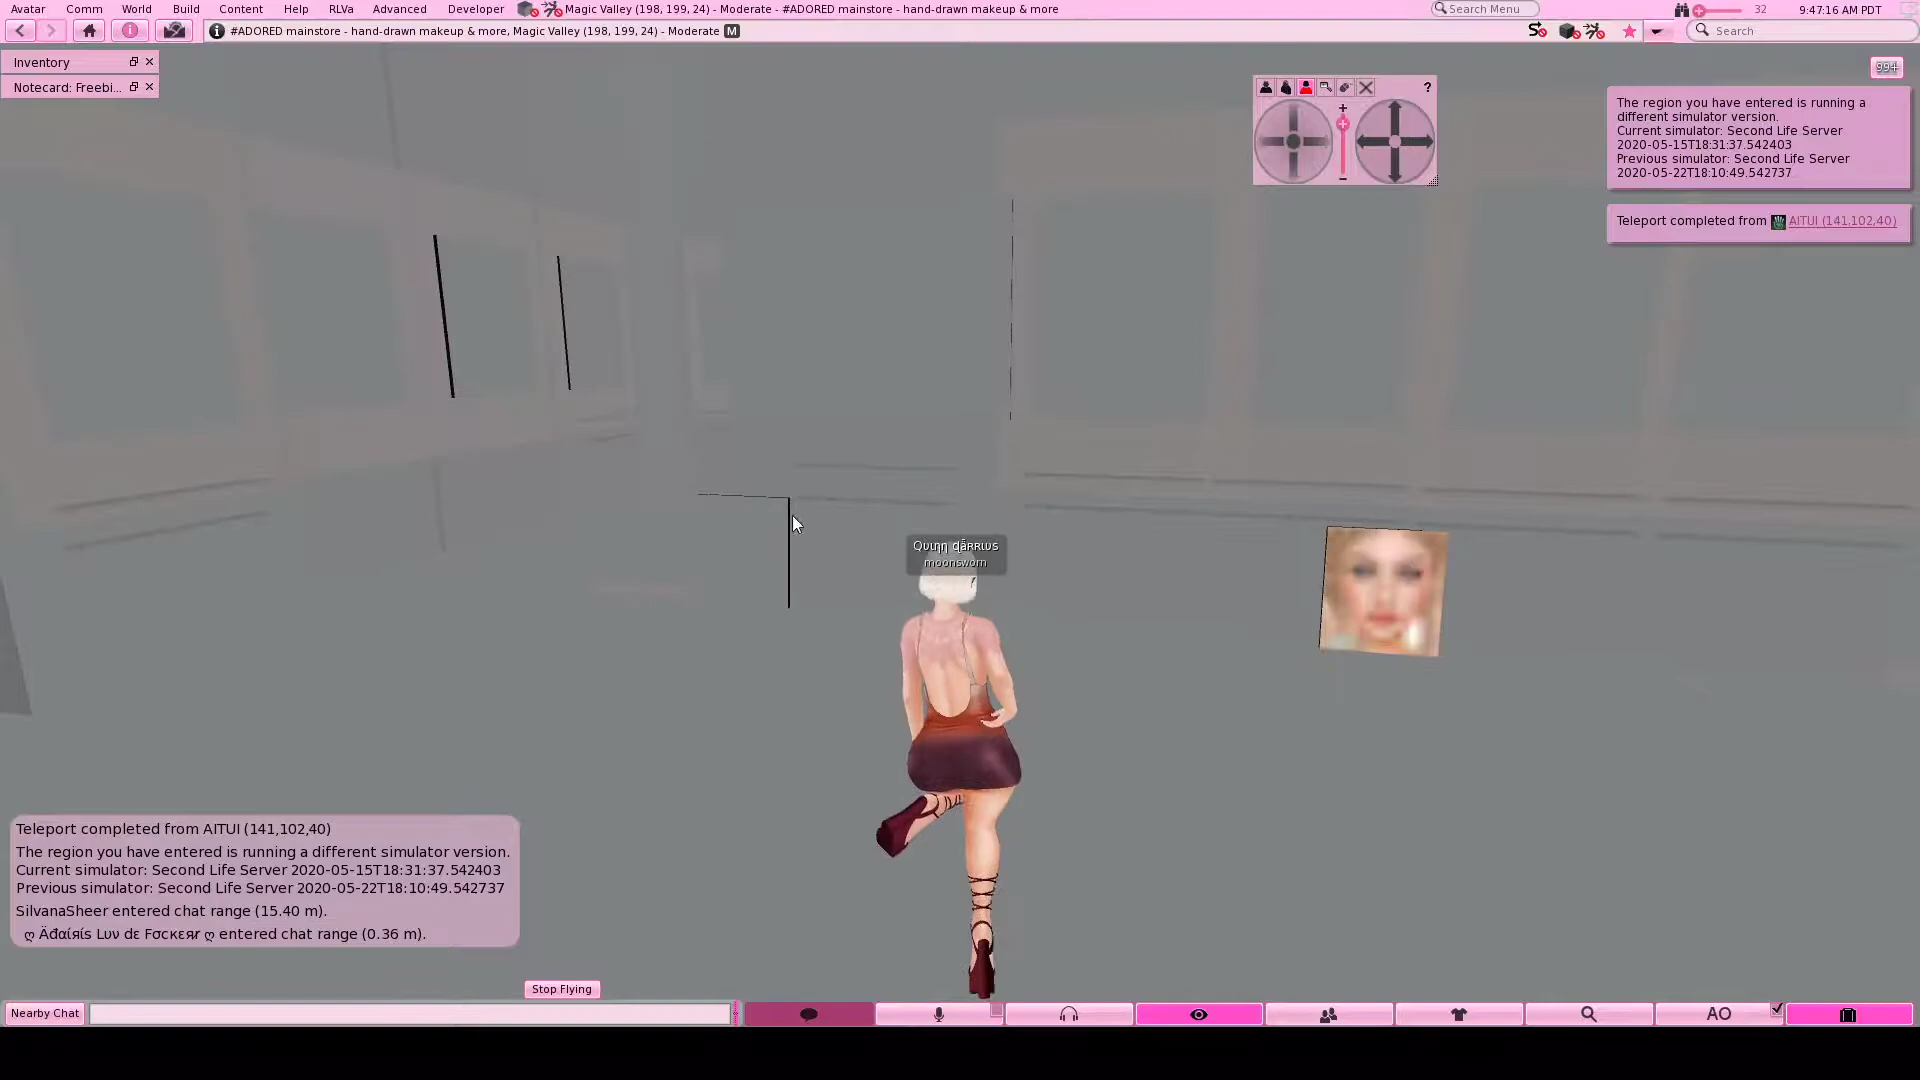 Avatar Comm World Build Content Help RLVa Advanced Developer Magic Valley (198, 199, 24) - Moderate - #ADORED mainstore - hand-drawn makeup & more Search Menu 32 9:47:16 AM PDT
#ADORED mainstore - hand-drawn makeup & more, Magic Valley (198, 199, 24) - Moderate M Search
Inventory
Notecard: Freebi...
99+
?
The region you have entered is running a
different simulator version.
Current simulator: Second Life Server
2020-05-15T18:31:37.542403
Previous simulator: Second Life Server
2020-05-22T18:10:49.542737
Teleport completed from AITUI (141,102,40)
moonsworn
Teleport completed from AITUI (141,102,40)
The region you have entered is running a different simulator version.
Current simulator: Second Life Server 2020-05-15T18:31:37.542403
Previous simulator: Second Life Server 2020-05-22T18:10:49.542737
SilvanaSheer entered chat range (15.40 m).
entered chat range (0.36 m).
Stop Flying
Nearby Chat
AO